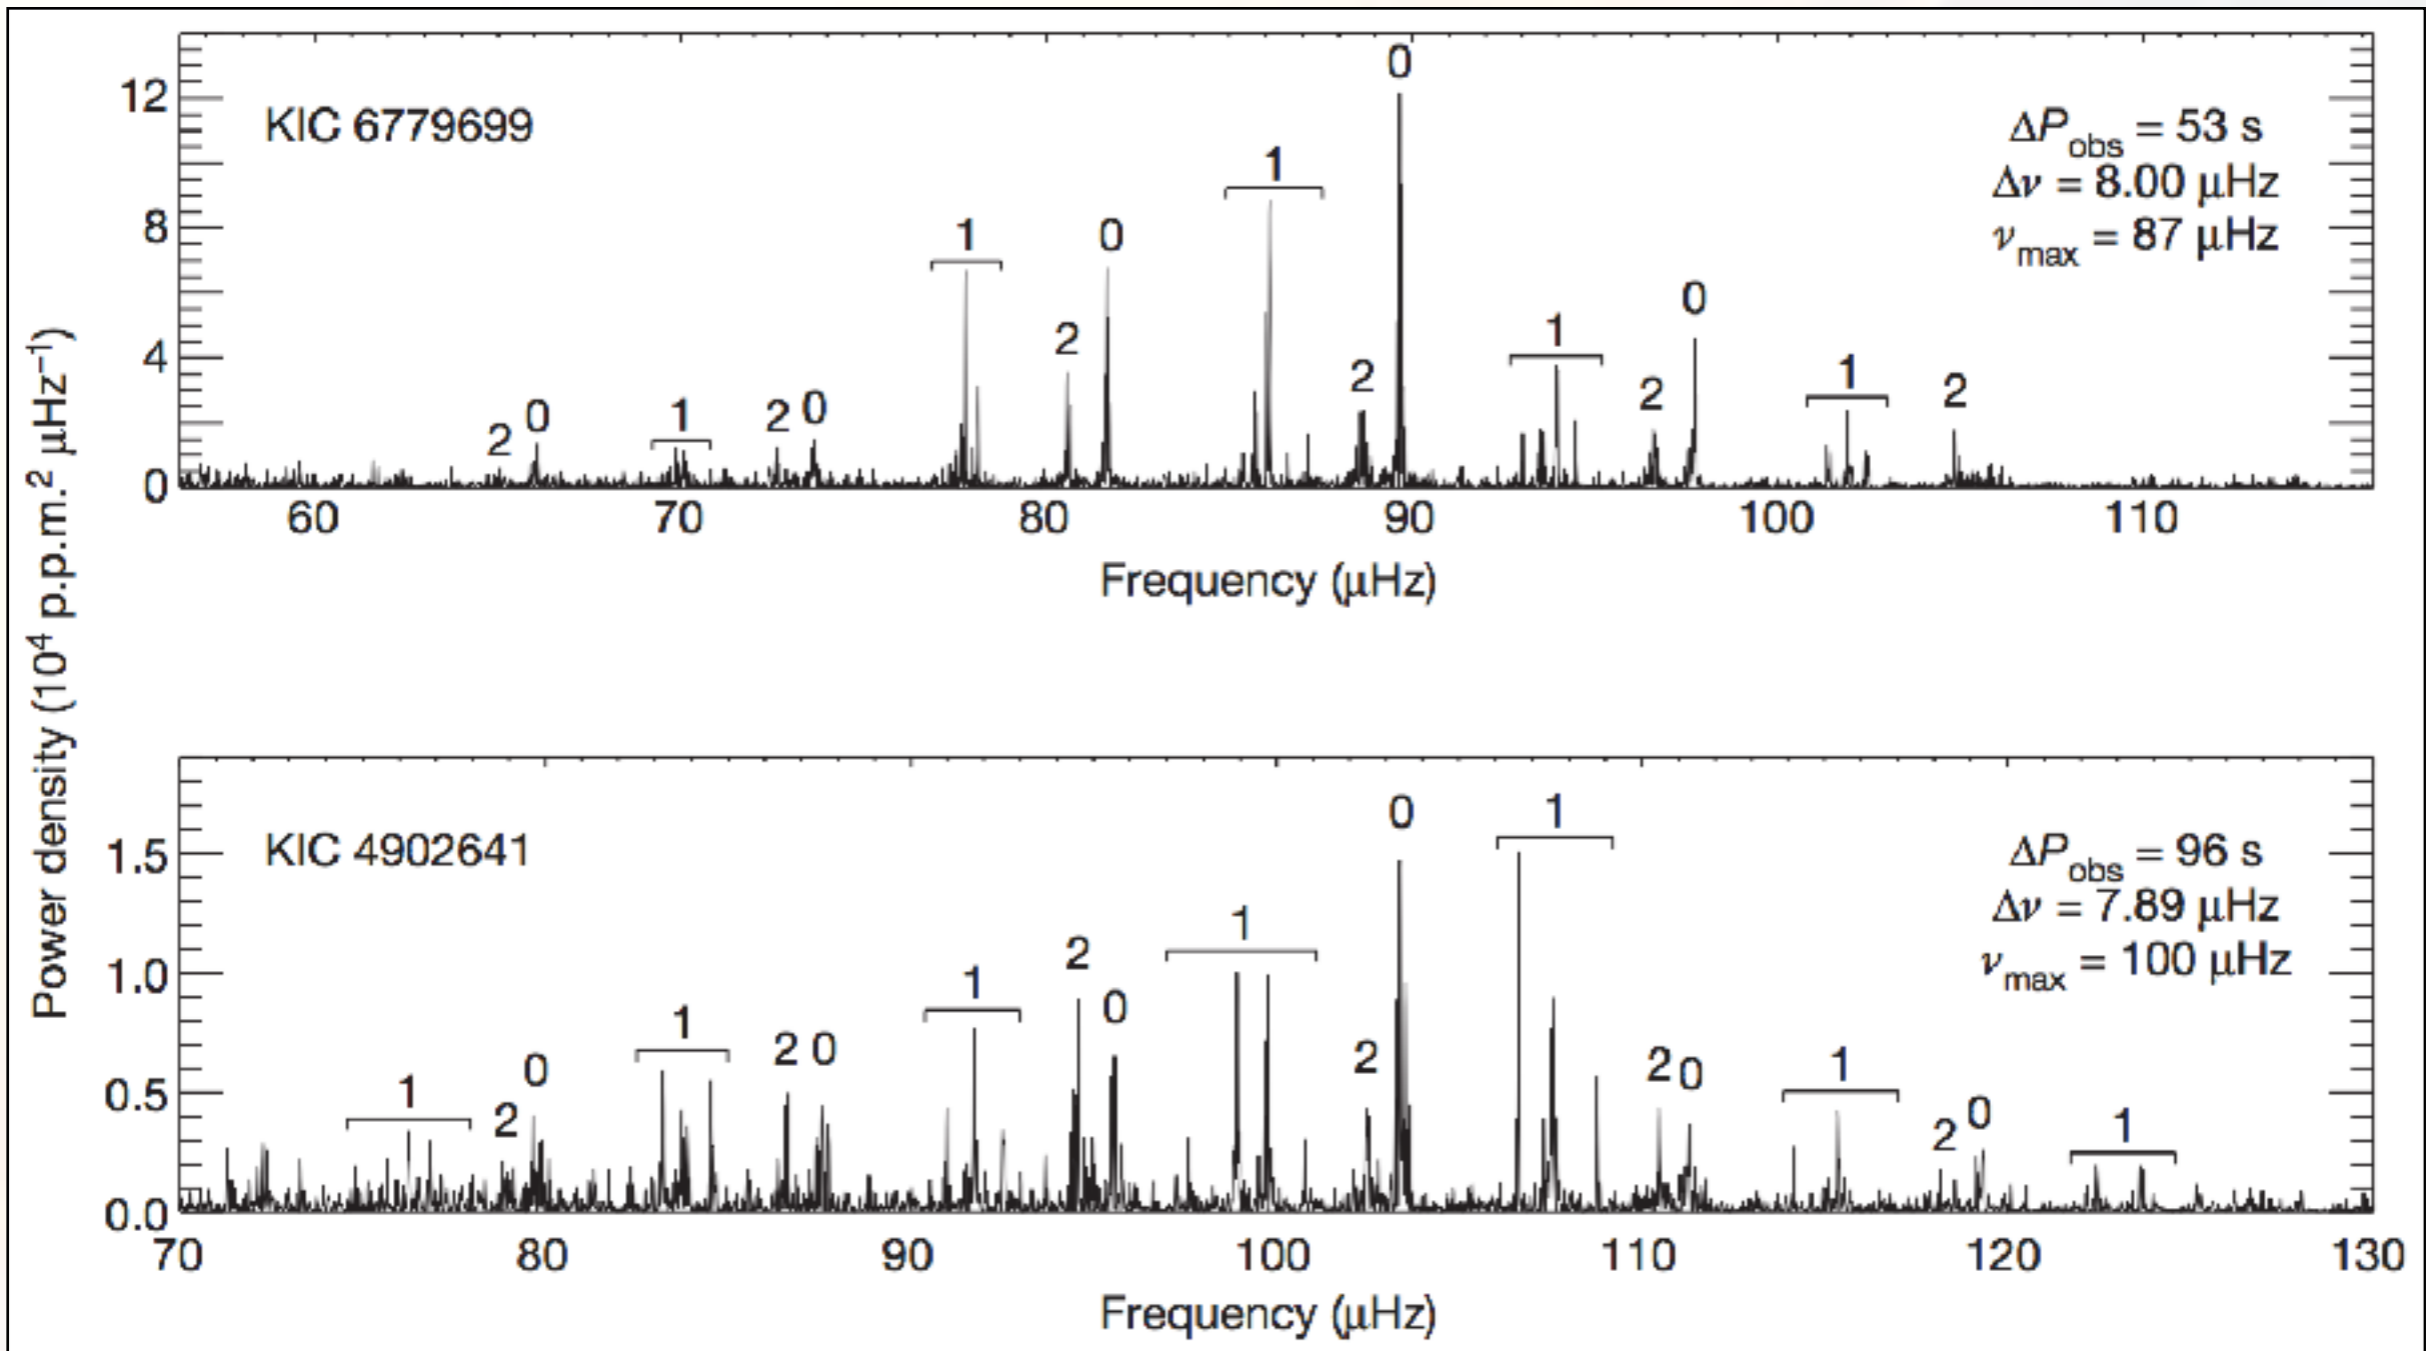 Power density (10⁴ p.p.m.² μHz⁻¹)
KIC 6779699
ΔP_obs = 53 s
Δν = 8.00 μHz
ν_max = 87 μHz
12
8
4
0
2 0 1 2 0 1 2 0 1 2 0 1 2 0 1 2
60 70 80 90 100 110
Frequency (μHz)
KIC 4902641
ΔP_obs = 96 s
Δν = 7.89 μHz
ν_max = 100 μHz
1.5
1.0
0.5
0.0
1 2 0 1 2 0 1 2 0 1 2 0 1 2 0 1 2 0 1
70 80 90 100 110 120 130
Frequency (μHz)